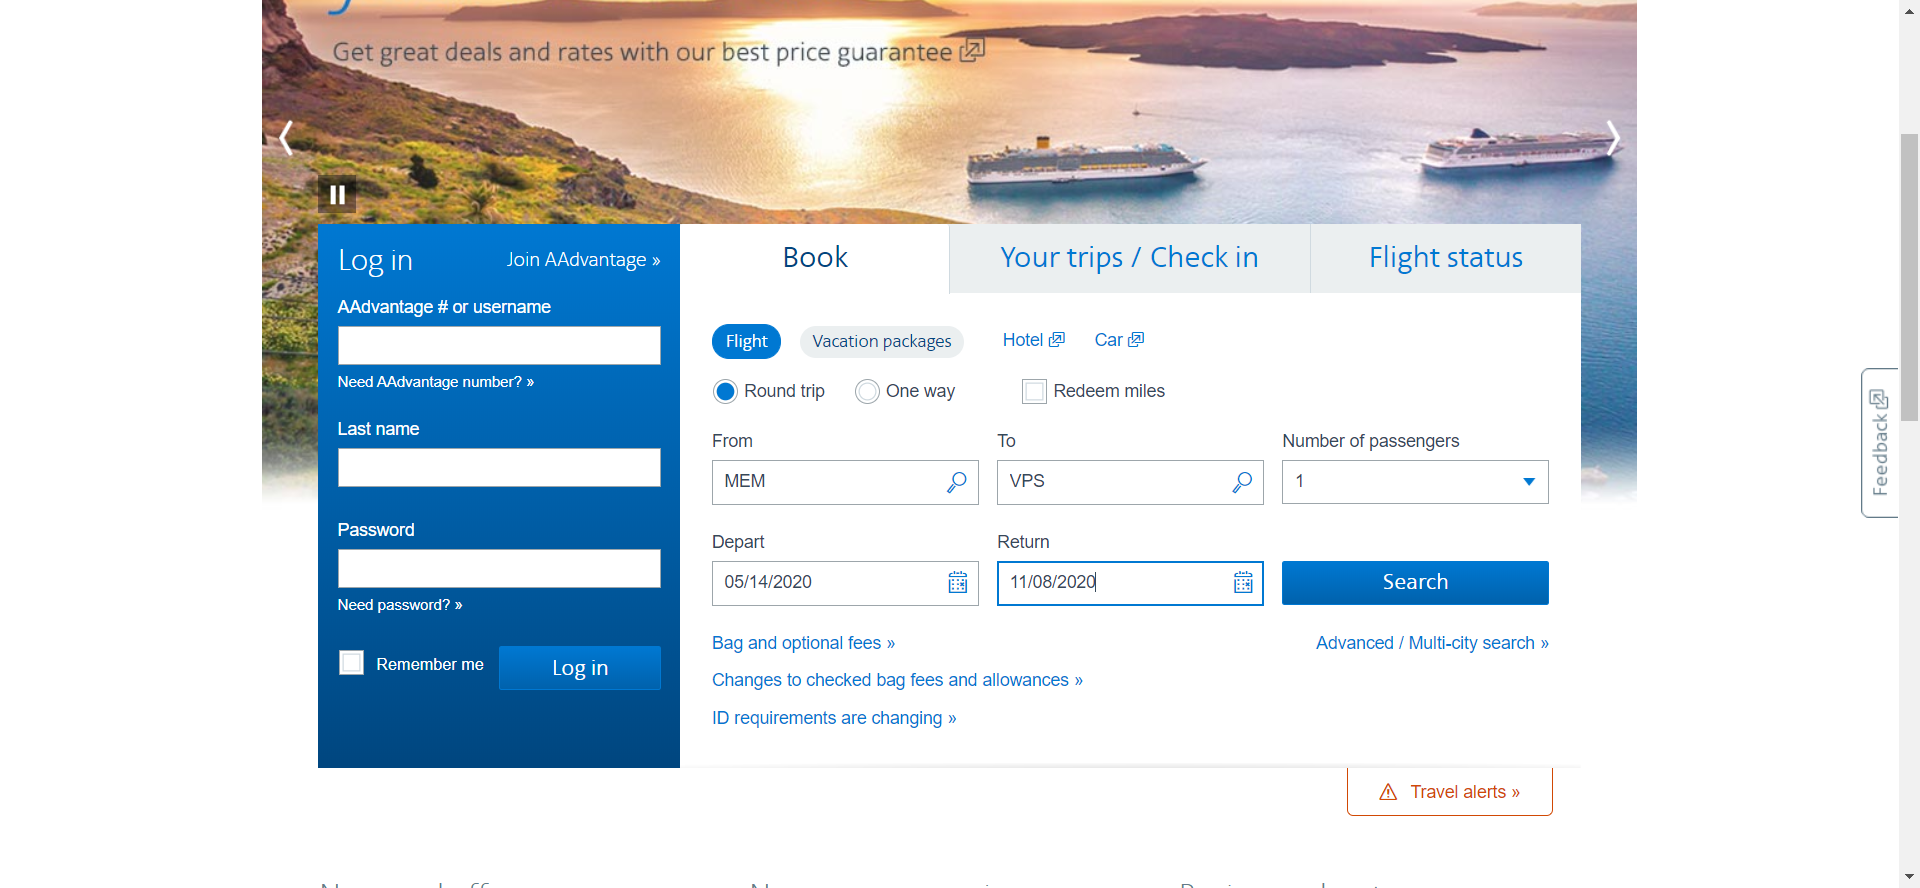 Get great deals and rates with our best price guarantee
Log in
Join AAdvantage »
AAdvantage # or username
Need AAdvantage number? »
Last name
Password
Need password? »
Remember me
Log in
Book
Your trips / Check in
Flight status
Flight
Vacation packages
Hotel
Car
Round trip
One way
Redeem miles
From
To
Number of passengers
MEM
VPS
1
Depart
Return
05/14/2020
11/08/2020
Search
Bag and optional fees »
Advanced / Multi-city search »
Changes to checked bag fees and allowances »
ID requirements are changing »
Travel alerts »
Feedback